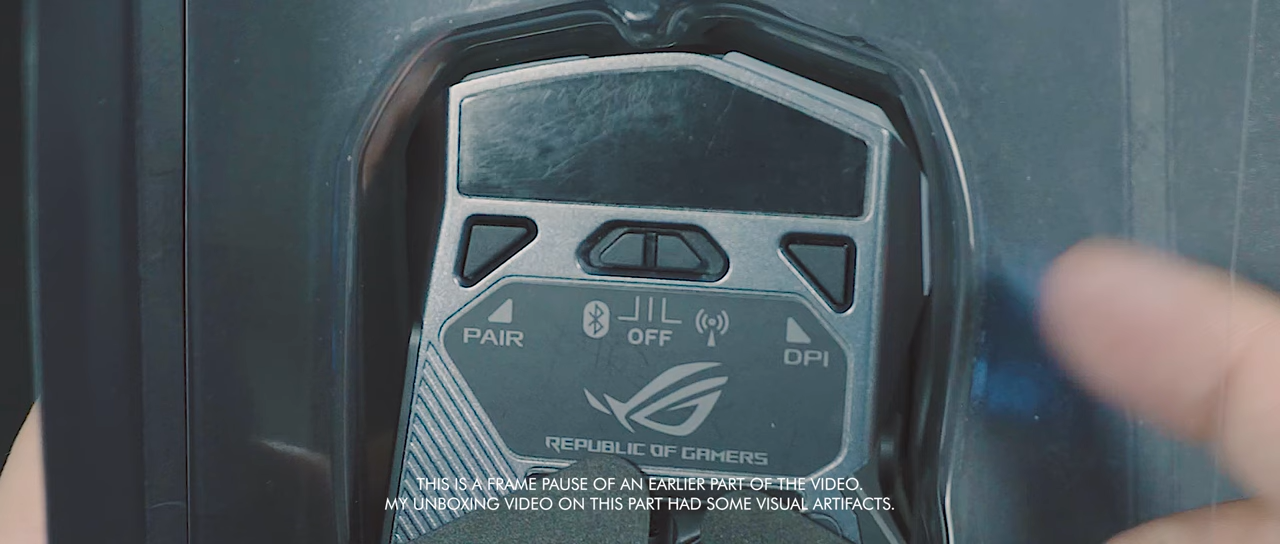 PAIR
OFF
DPI
REPUBLIC OF GAMERS
THIS IS A FRAME PAUSE OF AN EARLIER PART OF THE VIDEO.
MY UNBOXING VIDEO ON THIS PART HAD SOME VISUAL ARTIFACTS.